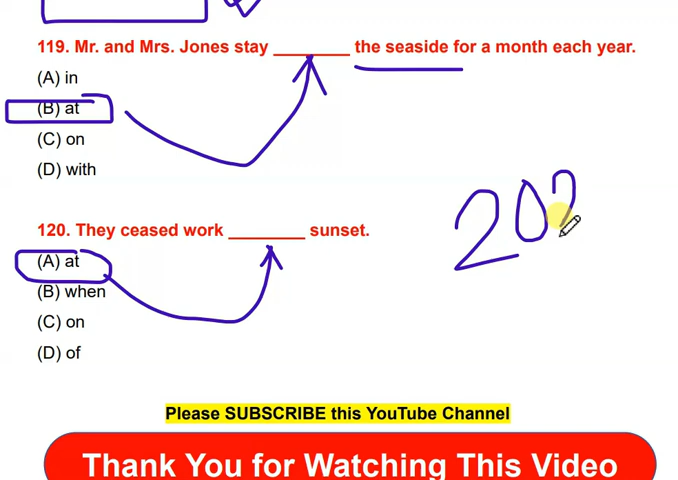 119. Mr. and Mrs. Jones stay ________ the seaside for a month each year.
(A) in
(B) at
(C) on
(D) with
120. They ceased work ________ sunset.
(A) at
(B) when
(C) on
(D) of
202
Please SUBSCRIBE this YouTube Channel
Thank You for Watching This Video